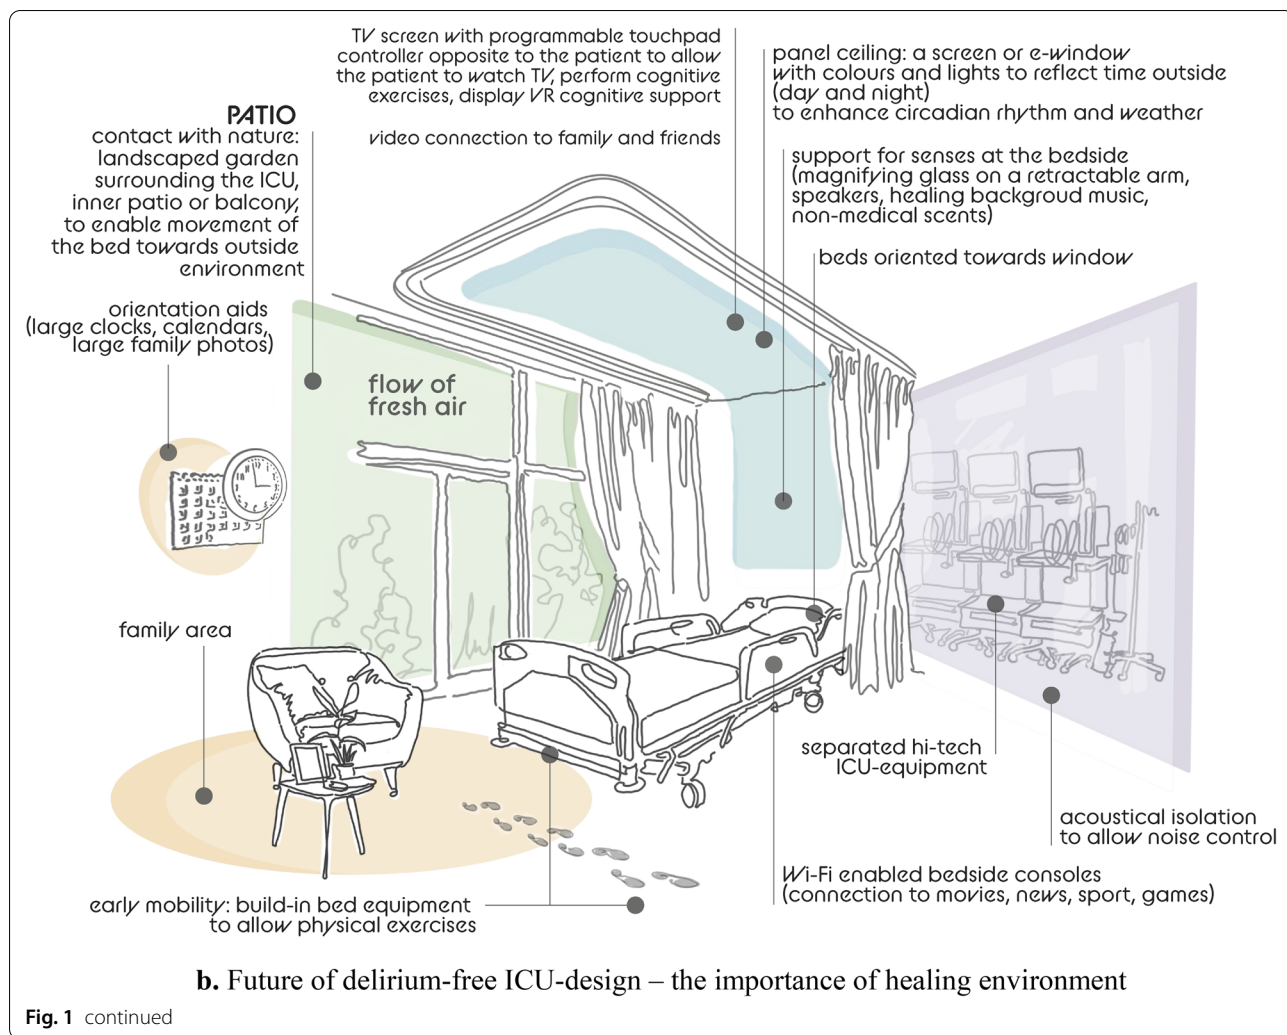 TV screen with programmable touchpad
controller opposite to the patient to allow
the patient to watch TV, perform cognitive
exercises, display VR cognitive support
video connection to family and friends
panel ceiling: a screen or e-window
with colours and lights to reflect time outside
(day and night)
to enhance circadian rhythm and weather
PATIO
contact with nature:
landscaped garden
surrounding the ICU,
inner patio or balcony,
to enable movement of
the bed towards outside
environment
support for senses at the bedside
(magnifying glass on a retractable arm,
speakers, healing backgroud music,
non-medical scents)
beds oriented towards window
orientation aids
(large clocks, calendars,
large family photos)
flow of
fresh air
family area
separated hi-tech
ICU-equipment
acoustical isolation
to allow noise control
Wi-Fi enabled bedside consoles
(connection to movies, news, sport, games)
early mobility: build-in bed equipment
to allow physical exercises
b. Future of delirium-free ICU-design – the importance of healing environment
Fig. 1 continued